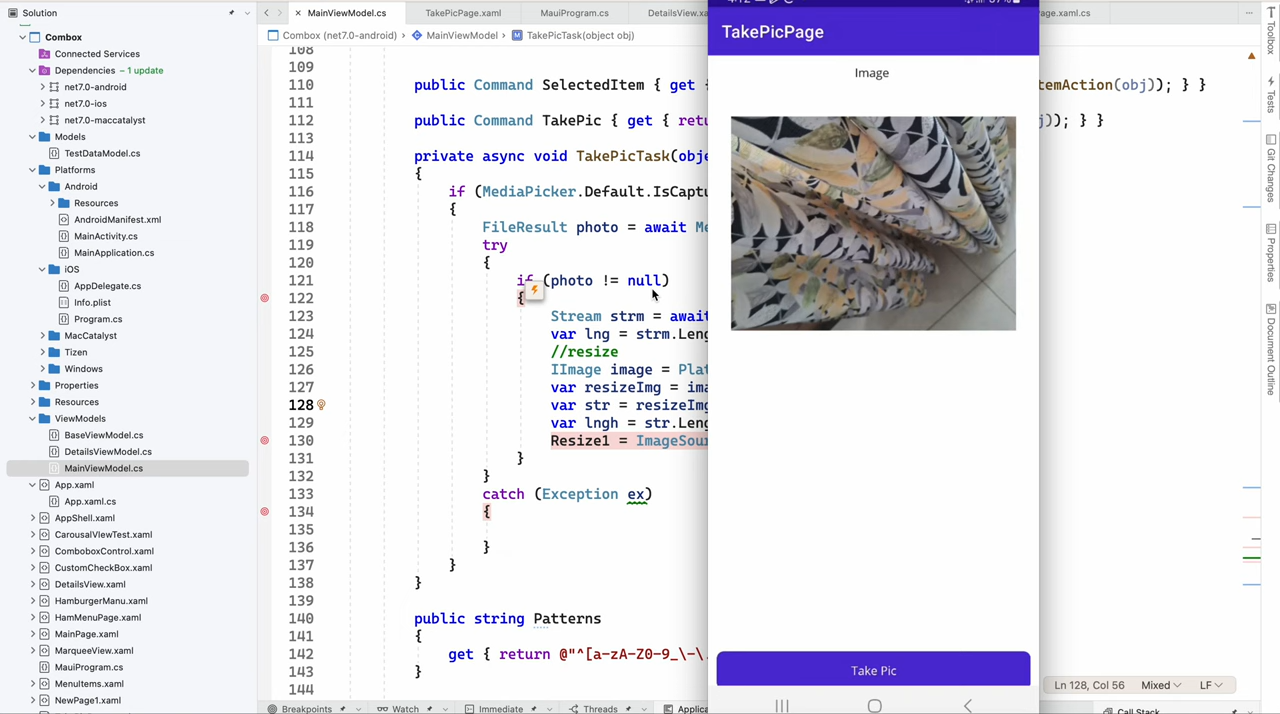 Solution
MainViewModel.cs
TakePicPage.xaml
MauiProgram.cs
DetailsView.xa
age.xaml.cs
Combox (net7.0-android)
MainViewModel
TakePicTask(object obj)
TakePicPage
Image
Take Pic
Combox
Connected Services
Dependencies – 1 update
net7.0-android
net7.0-ios
net7.0-maccatalyst
Models
TestDataModel.cs
Platforms
Android
Resources
AndroidManifest.xml
MainActivity.cs
MainApplication.cs
iOS
AppDelegate.cs
Info.plist
Program.cs
MacCatalyst
Tizen
Windows
Properties
Resources
ViewModels
BaseViewModel.cs
DetailsViewModel.cs
MainViewModel.cs
App.xaml
App.xaml.cs
AppShell.xaml
CarousalVIewTest.xaml
ComboboxControl.xaml
CustomCheckBox.xaml
DetailsView.xaml
HamburgerManu.xaml
HamMenuPage.xaml
MainPage.xaml
MarqueeView.xaml
MauiProgram.cs
MenuItems.xaml
NewPage1.xaml
108
109
110 public Command SelectedItem { get { temAction(obj)); } }
111
112 public Command TakePic { get { retu j)); } }
113
114 private async void TakePicTask(obje
115 {
116 if (MediaPicker.Default.IsCaptu
117 {
118 FileResult photo = await Me
119 try
120 {
121 if (photo != null)
122 {
123 Stream strm = await
124 var lng = strm.Leng
125 //resize
126 IImage image = Plat
127 var resizeImg = ima
128 var str = resizeImg
129 var lngh = str.Leng
130 Resize1 = ImageSour
131 }
132 }
133 catch (Exception ex)
134 {
135
136 }
137 }
138 }
139
140 public string Patterns
141 {
142 get { return @"^[a-zA-Z0-9_\-\.
143 }
144
Toolbox
Tests
Git Changes
Properties
Document Outline
Ln 128, Col 56 Mixed LF
Breakpoints
Watch
Immediate
Threads
Applica
Call Stack